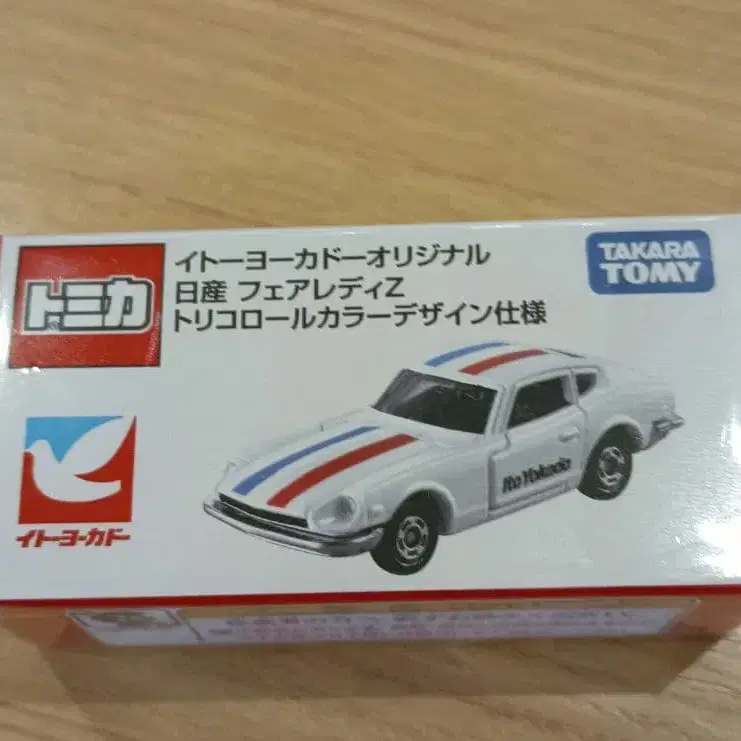 トミカ
イトーヨーカドーオリジナル
日産 フェアレディZ
トリコロールカラーデザイン仕様
TAKARA
TOMY
イトーヨーカドー
ItoYokado